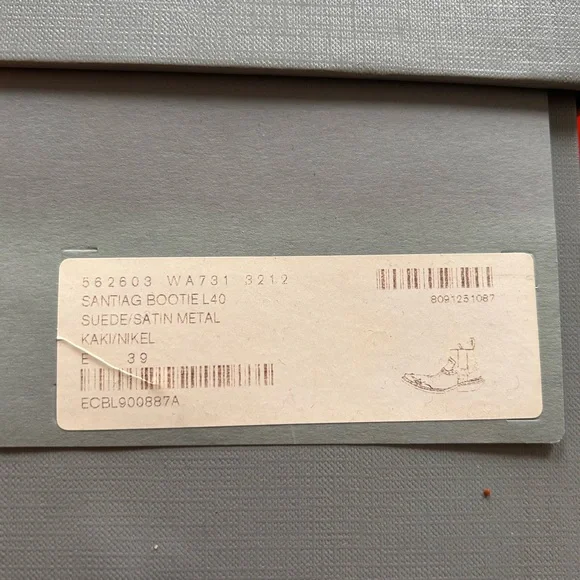 562603 WA731 3212
SANTIAG BOOTIE L40
SUEDE/SATIN METAL
KAKI/NIKEL
E 39
ECBL900887A
8091251087